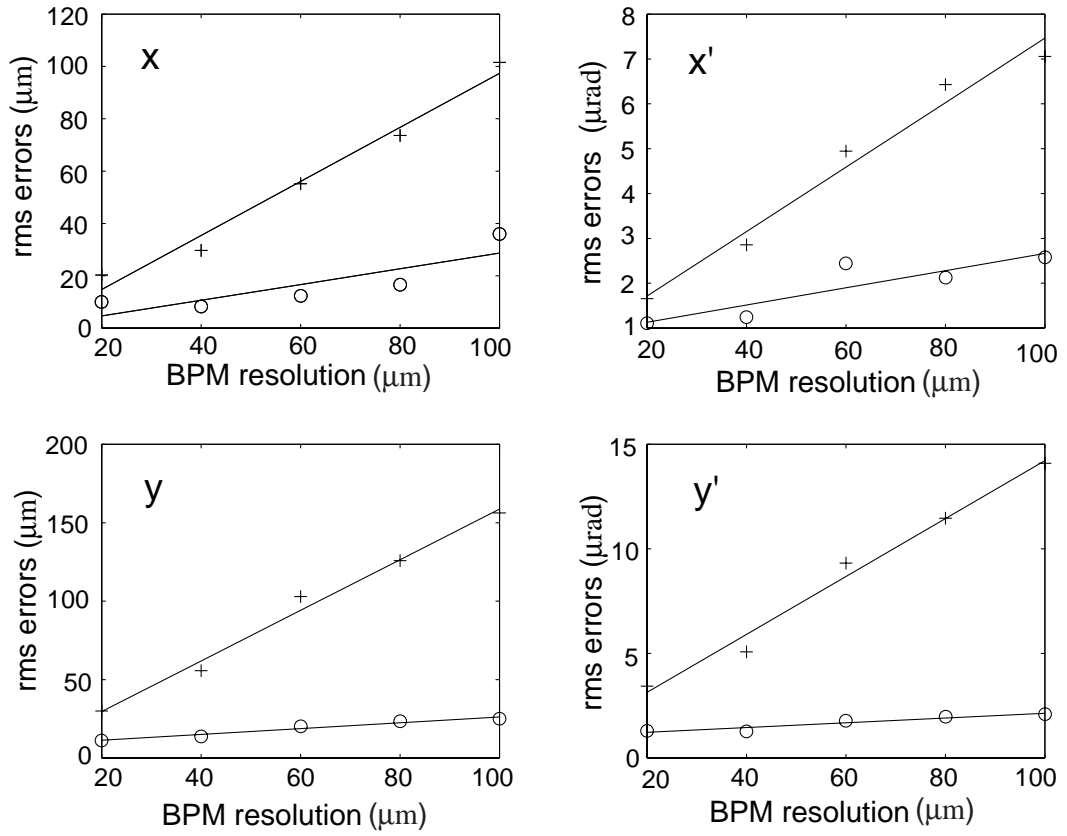 x
rms errors (μm)
120
100
80
60
40
20
0
20 40 60 80 100
BPM resolution (μm)
x'
rms errors (μrad)
8
7
6
5
4
3
2
1
20 40 60 80 100
BPM resolution (μm)
y
rms errors (μm)
200
150
100
50
0
20 40 60 80 100
BPM resolution (μm)
y'
rms errors (μrad)
15
10
5
0
20 40 60 80 100
BPM resolution (μm)